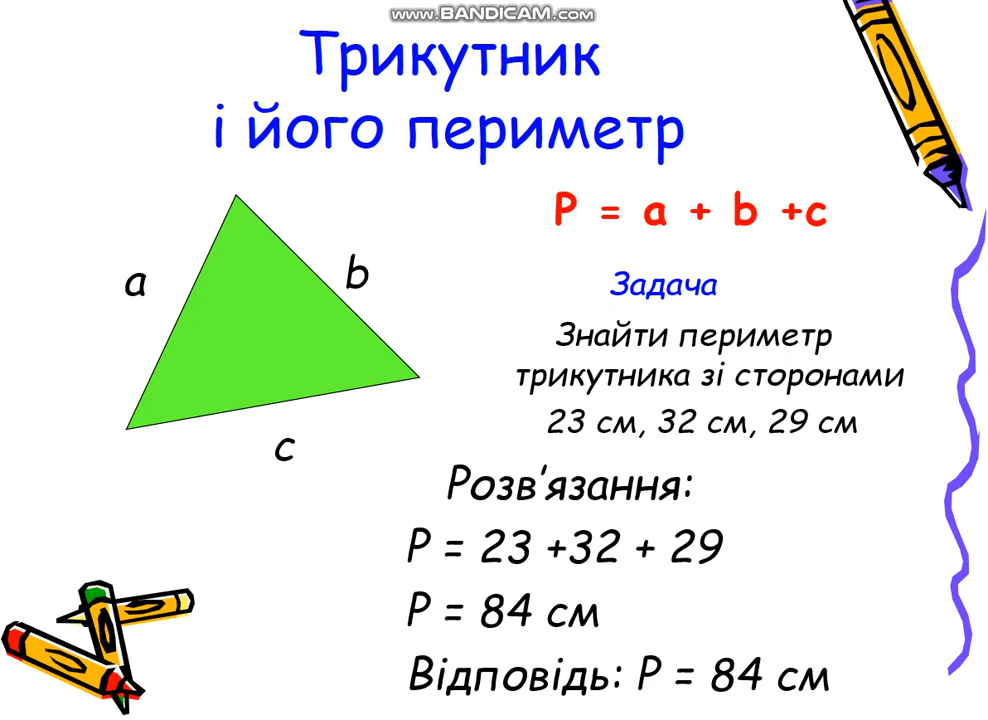 www.BANDICAM.com
Трикутник
і його периметр
P = a + b +c
a
b
c
Задача
Знайти периметр
трикутника зі сторонами
23 см, 32 см, 29 см
Розв’язання:
P = 23 +32 + 29
P = 84 см
Відповідь: P = 84 см